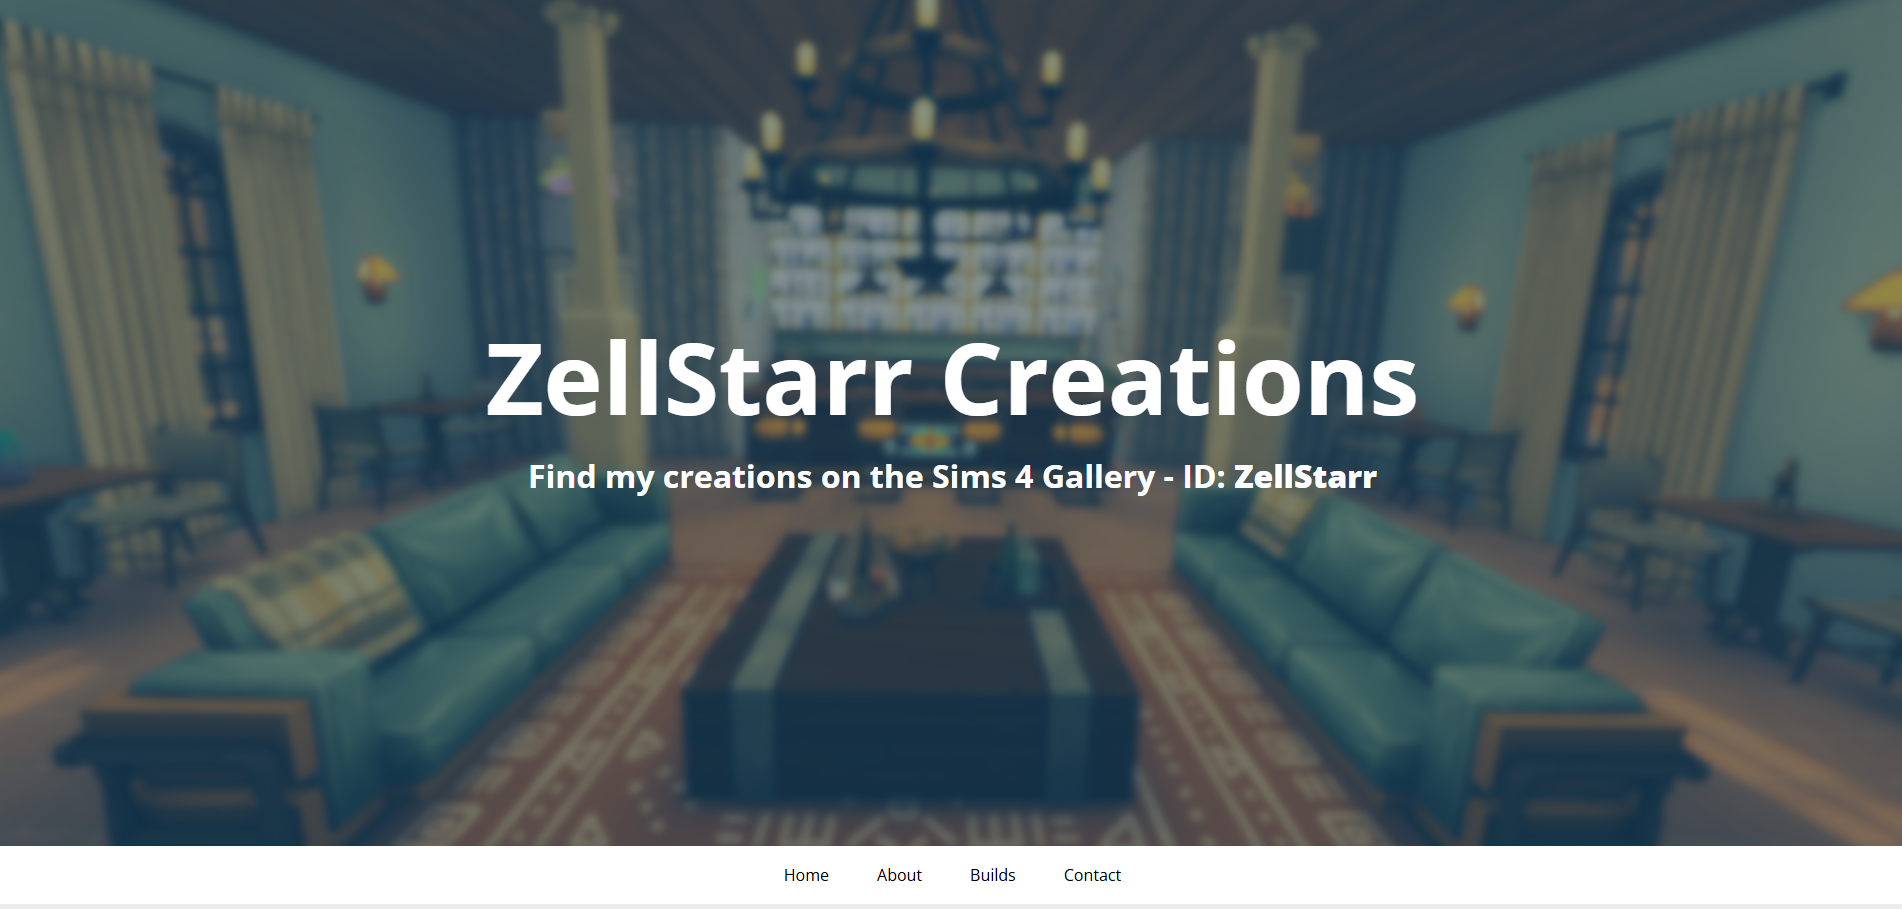 ZellStarr Creations
Find my creations on the Sims 4 Gallery - ID: ZellStarr
Home About Builds Contact